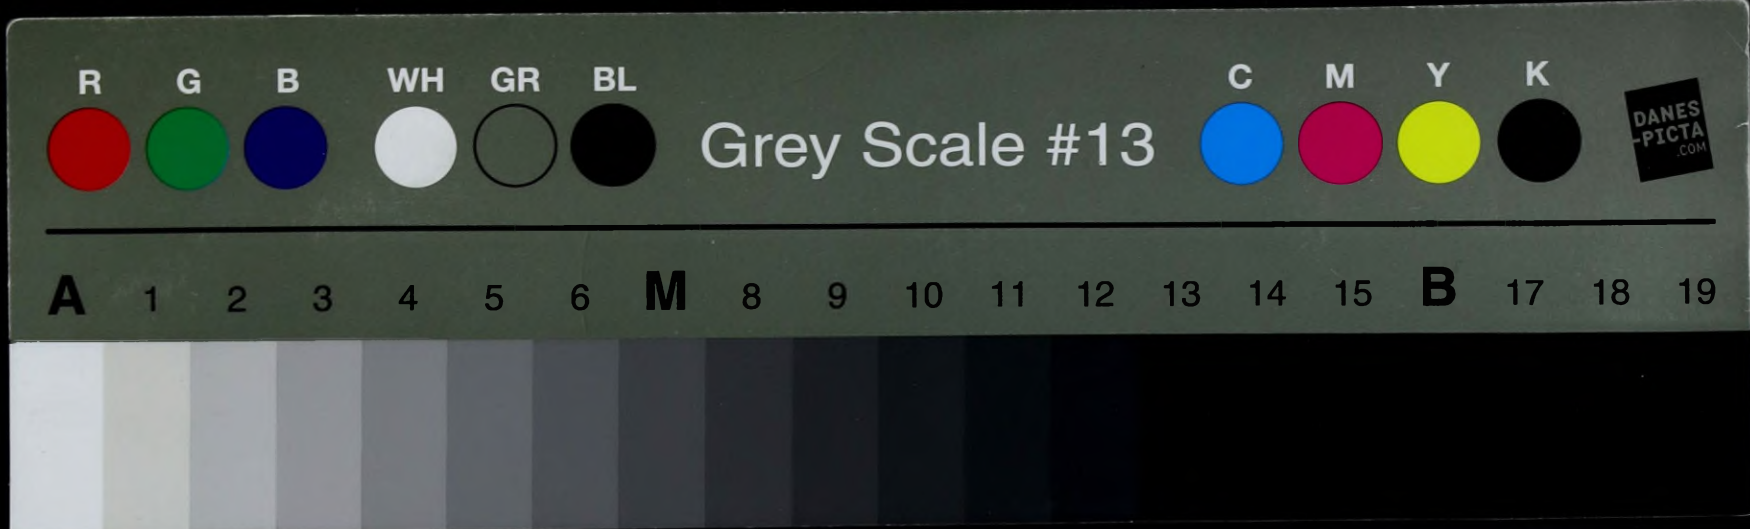 R G B WH GR BL C M Y K
Grey Scale #13
DANES
-PICTA
.COM
A 1 2 3 4 5 6 M 8 9 10 11 12 13 14 15 B 17 18 19